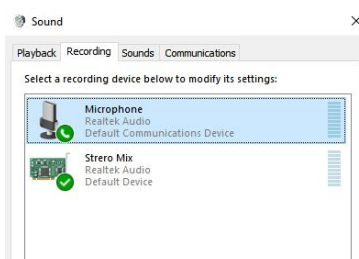 Sound
Playback Recording Sounds Communications
Select a recording device below to modify its settings:
Microphone
Realtek Audio
Default Communications Device
Strero Mix
Realtek Audio
Default Device